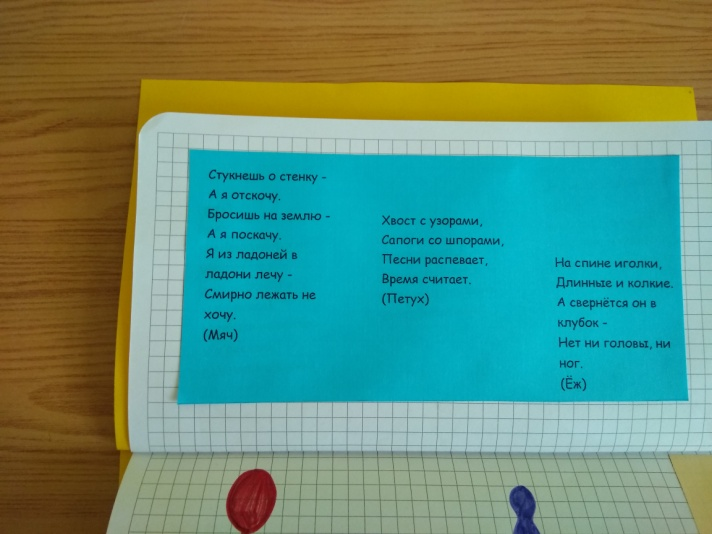 Стукнешь о стенку -
А я отскочу.
Бросишь на землю -
А я поскачу.
Я из ладоней в
ладони лечу -
Смирно лежать не
хочу.
(Мяч)
Хвост с узорами,
Сапоги со шпорами,
Песни распевает,
Время считает.
(Петух)
На спине иголки,
Длинные и колкие.
А свернётся он в
клубок -
Нет ни головы, ни
ног.
(Ёж)